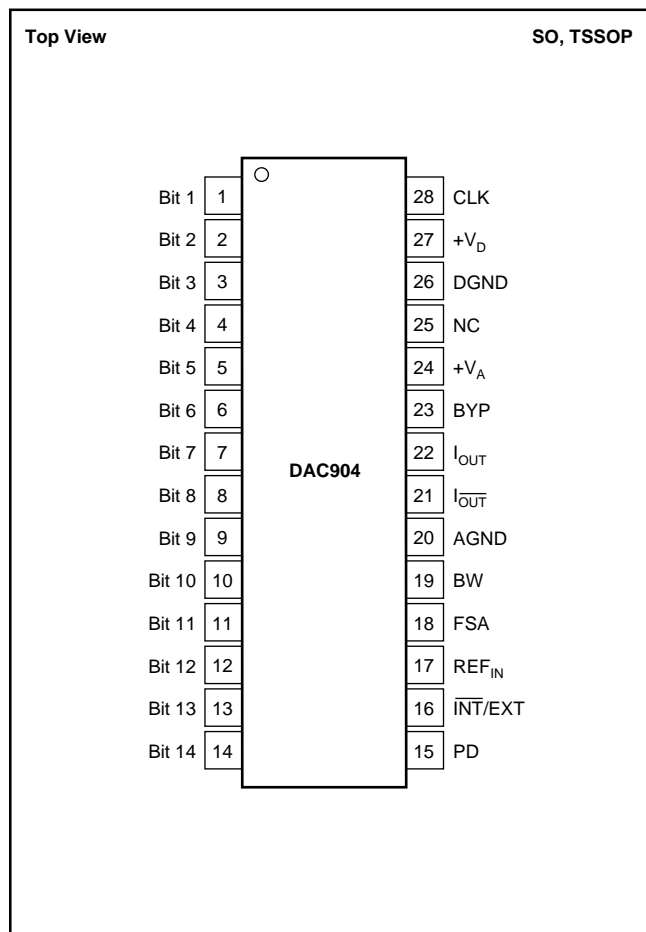 Top View SO, TSSOP
Bit 1 1 28 CLK
Bit 2 2 27 +V_D
Bit 3 3 26 DGND
Bit 4 4 25 NC
Bit 5 5 24 +V_A
Bit 6 6 23 BYP
Bit 7 7 22 I_OUT
DAC904
Bit 8 8 21 I_O̅U̅T̅
Bit 9 9 20 AGND
Bit 10 10 19 BW
Bit 11 11 18 FSA
Bit 12 12 17 REF_IN
Bit 13 13 16 I̅N̅T̅/EXT
Bit 14 14 15 PD